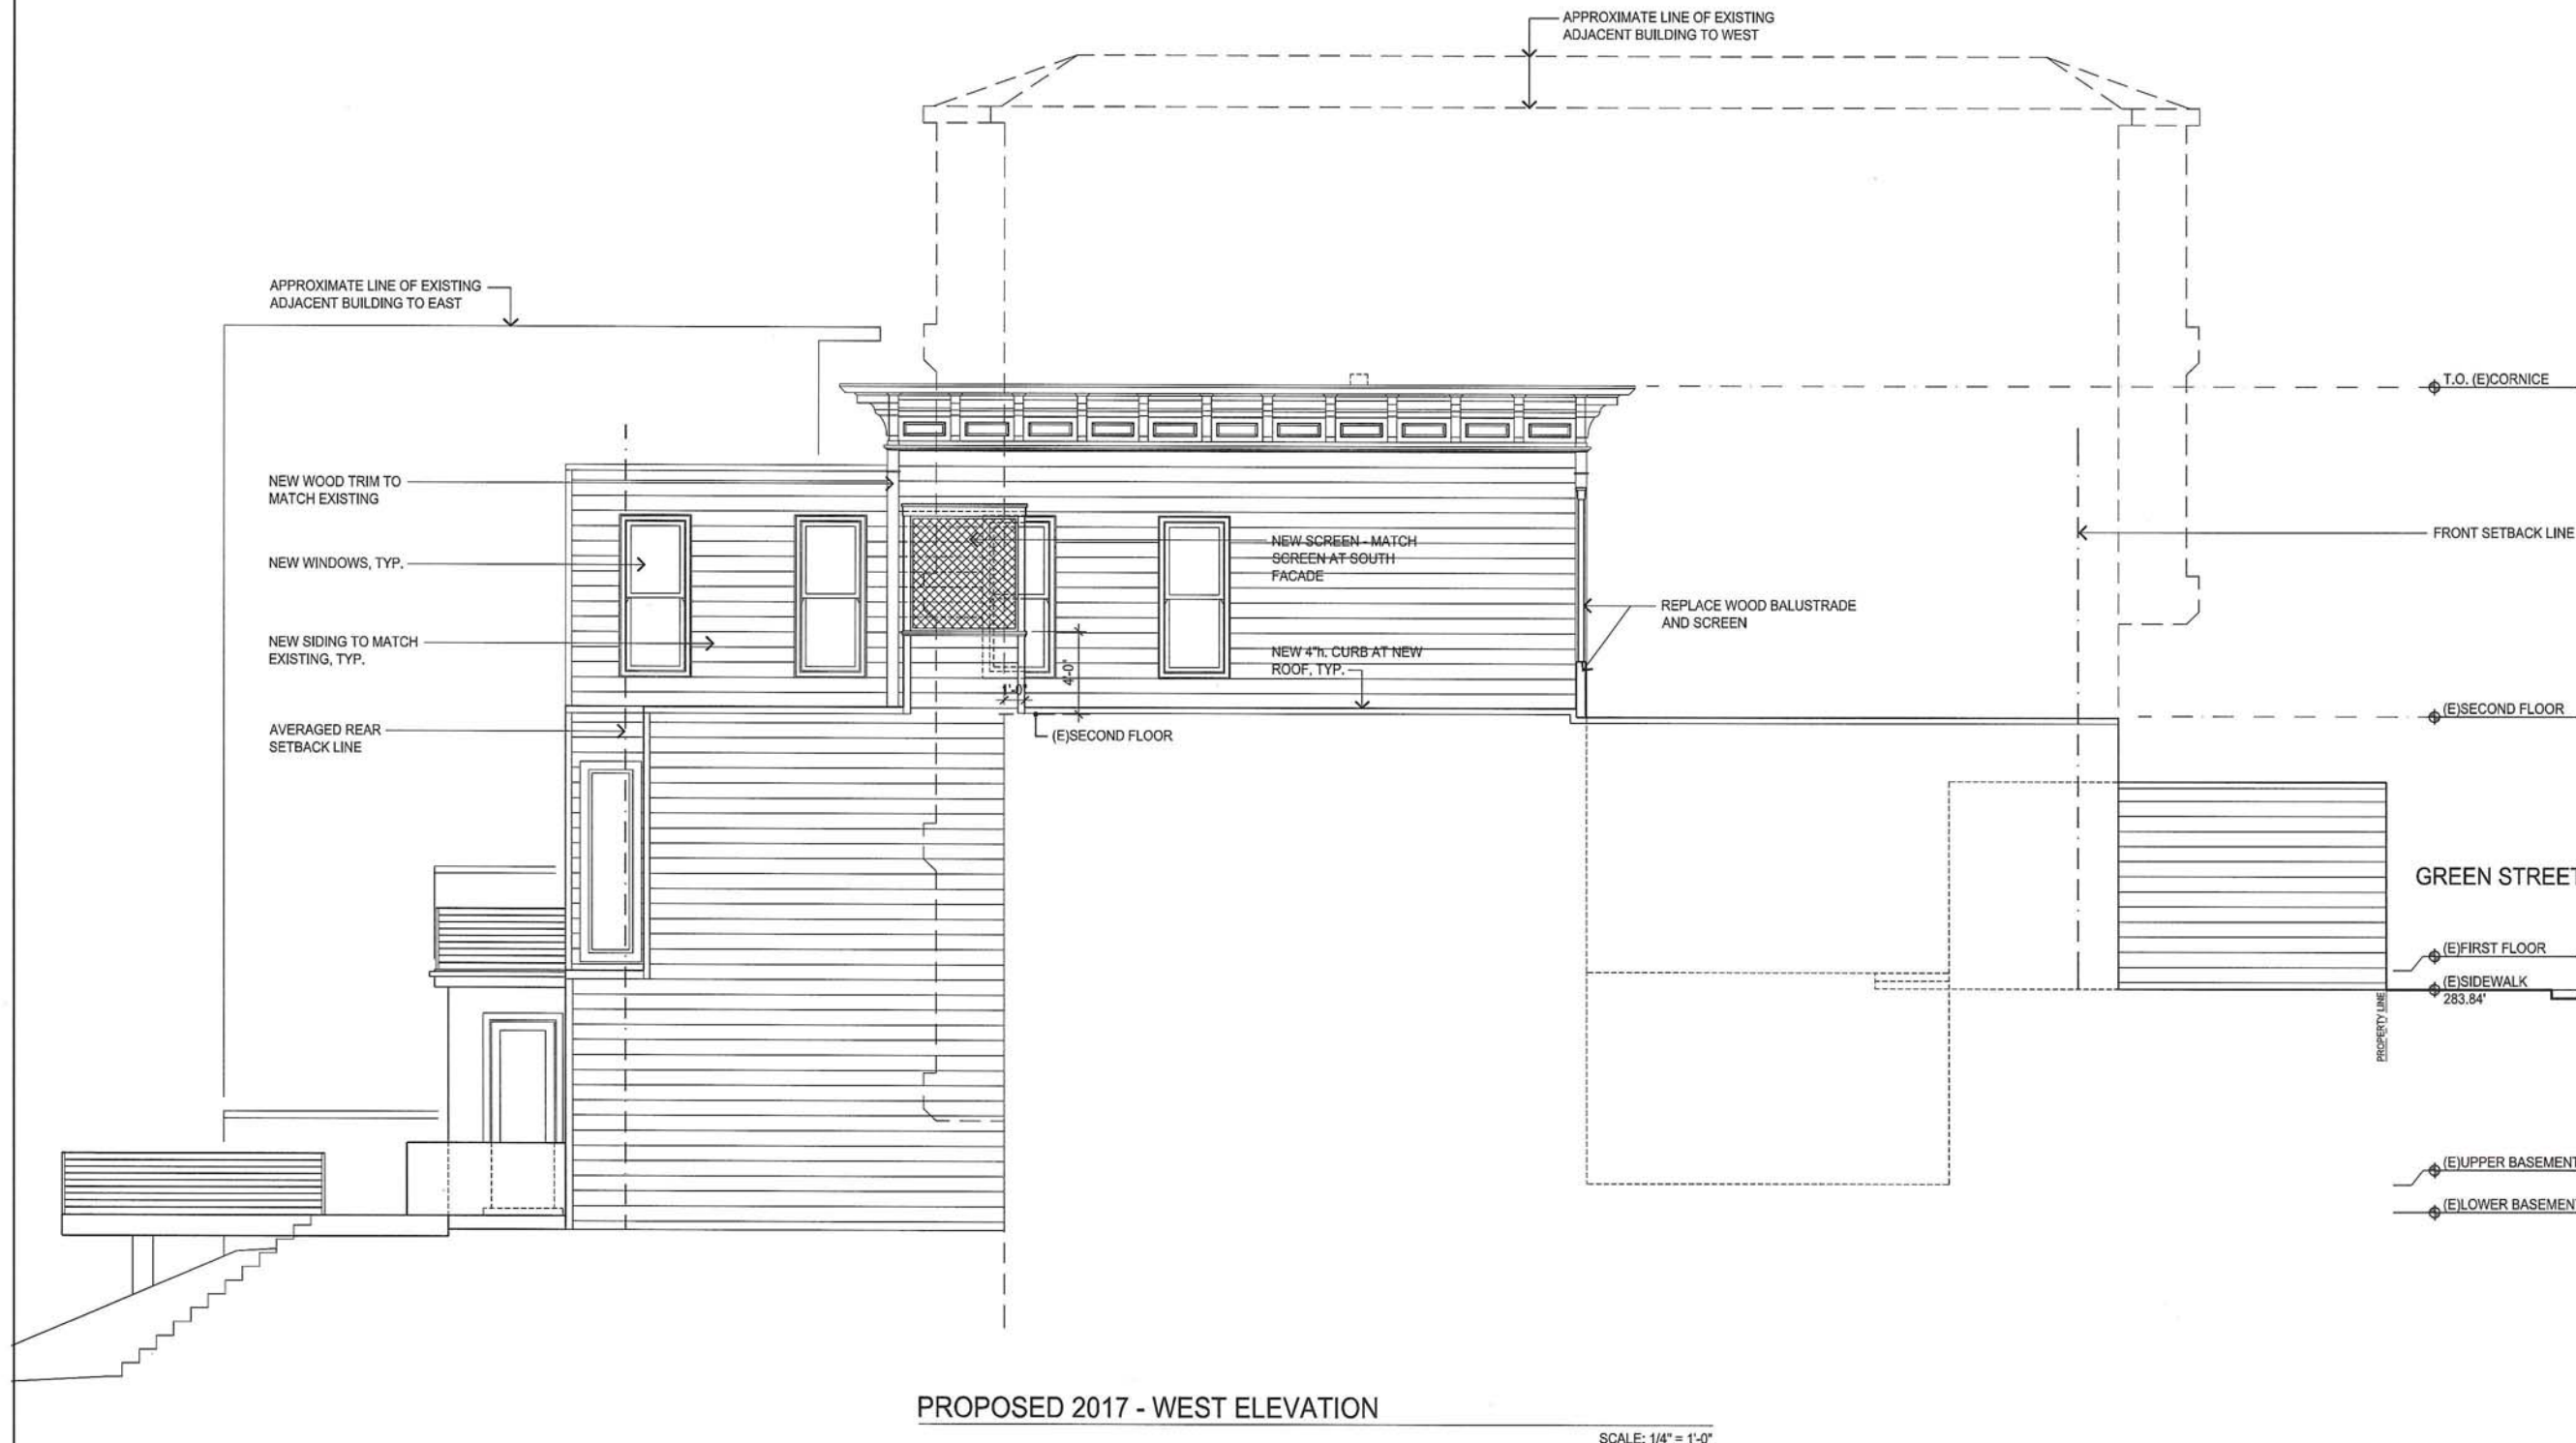 APPROXIMATE LINE OF EXISTING
ADJACENT BUILDING TO WEST
APPROXIMATE LINE OF EXISTING
ADJACENT BUILDING TO EAST
T.O. (E)CORNICE
NEW WOOD TRIM TO
MATCH EXISTING
NEW WINDOWS, TYP.
NEW SIDING TO MATCH
EXISTING, TYP.
AVERAGED REAR
SETBACK LINE
NEW SCREEN - MATCH
SCREEN AT SOUTH
FACADE
NEW 4"h. CURB AT NEW
ROOF, TYP.
4'-0"
1'-0"
(E)SECOND FLOOR
REPLACE WOOD BALUSTRADE
AND SCREEN
FRONT SETBACK LINE
(E)SECOND FLOOR
GREEN STREET
(E)FIRST FLOOR
(E)SIDEWALK
283.84'
PROPERTY LINE
(E)UPPER BASEMENT
(E)LOWER BASEMENT
PROPOSED 2017 - WEST ELEVATION
SCALE: 1/4" = 1'-0"